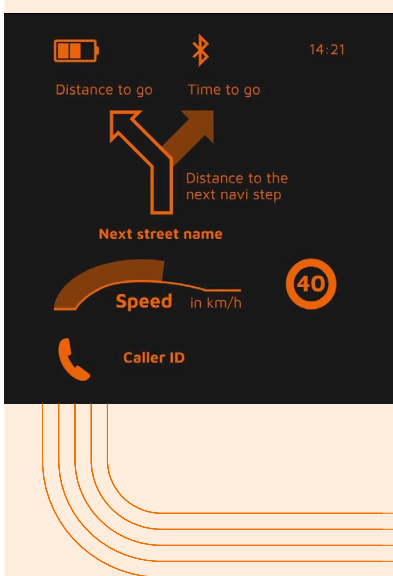 14:21
Distance to go
Time to go
Distance to the
next navi step
Next street name
Speed in km/h
40
Caller ID